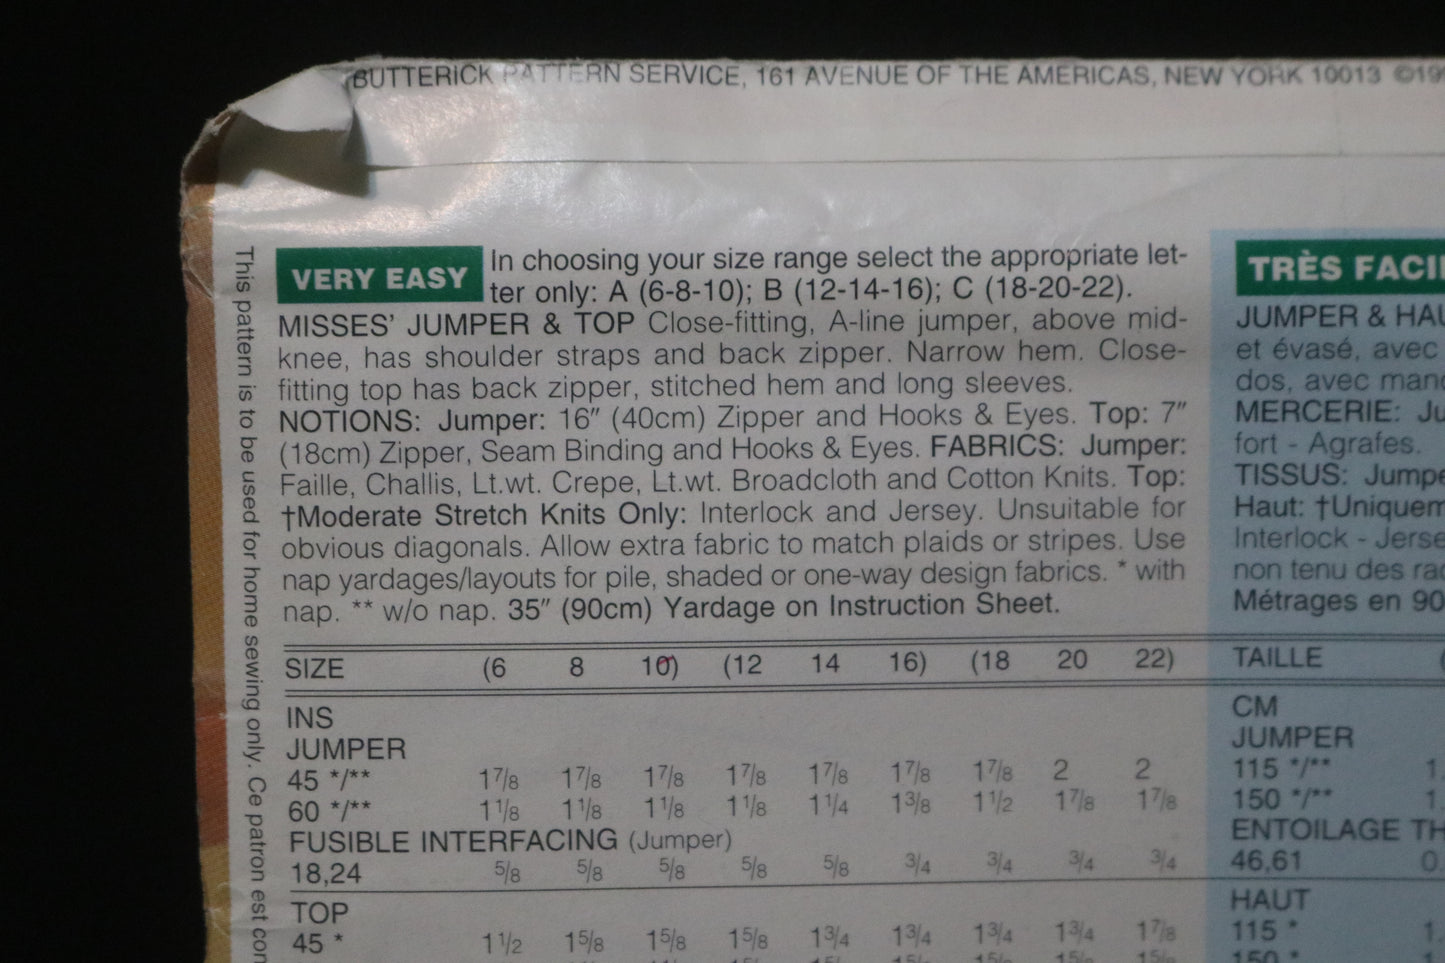 BUTTERICK PATTERN SERVICE, 161 AVENUE OF THE AMERICAS, NEW YORK 10013 ©19
This pattern is to be used for home sewing only. Ce patron est con
VERY EASY In choosing your size range select the appropriate let-
ter only: A (6-8-10); B (12-14-16); C (18-20-22).
MISSES' JUMPER & TOP Close-fitting, A-line jumper, above mid-
knee, has shoulder straps and back zipper. Narrow hem. Close-
fitting top has back zipper, stitched hem and long sleeves.
NOTIONS: Jumper: 16″ (40cm) Zipper and Hooks & Eyes. Top: 7″
(18cm) Zipper, Seam Binding and Hooks & Eyes. FABRICS: Jumper:
Faille, Challis, Lt.wt. Crepe, Lt.wt. Broadcloth and Cotton Knits. Top:
†Moderate Stretch Knits Only: Interlock and Jersey. Unsuitable for
obvious diagonals. Allow extra fabric to match plaids or stripes. Use
nap yardages/layouts for pile, shaded or one-way design fabrics. * with
nap. ** w/o nap. 35″ (90cm) Yardage on Instruction Sheet.
SIZE (6 8 10) (12 14 16) (18 20 22)
INS
JUMPER
45 */** 1⅞ 1⅞ 1⅞ 1⅞ 1⅞ 1⅞ 1⅞ 2 2
60 */** 1⅛ 1⅛ 1⅛ 1⅛ 1¼ 1⅜ 1½ 1⅞ 1⅞
FUSIBLE INTERFACING (Jumper)
18,24 ⅝ ⅝ ⅝ ⅝ ⅝ ¾ ¾ ¾ ¾
TOP
45 * 1½ 1⅝ 1⅝ 1⅝ 1¾ 1¾ 1¾ 1¾ 1⅞
TRÈS FACI
JUMPER & HAU
et évasé, avec
dos, avec man
MERCERIE: Ju
fort - Agrafes.
TISSUS: Jumpe
Haut: †Uniquem
Interlock - Jerse
non tenu des ra
Métrages en 90
TAILLE (
CM
JUMPER
115 */** 1.
150 */** 1.
ENTOILAGE TH
46,61 0.
HAUT
115 * 1.
150 * 1